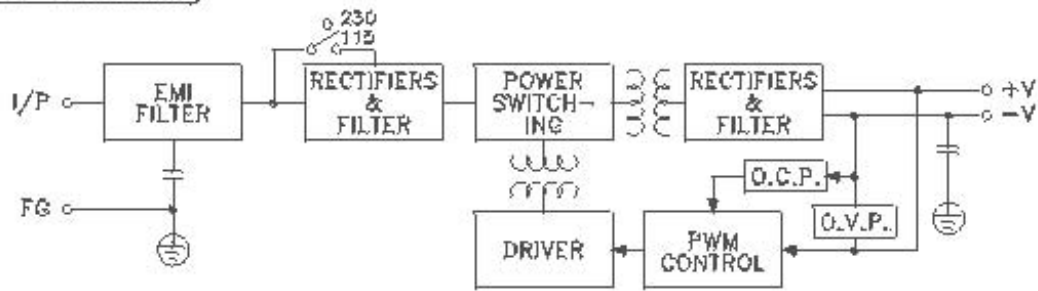 230
115
I/P
EMI
FILTER
RECTIFIERS
&
FILTER
POWER
SWITCH-
ING
RECTIFIERS
&
FILTER
+V
-V
O.C.P.
FG
O.V.P.
DRIVER
PWM
CONTROL